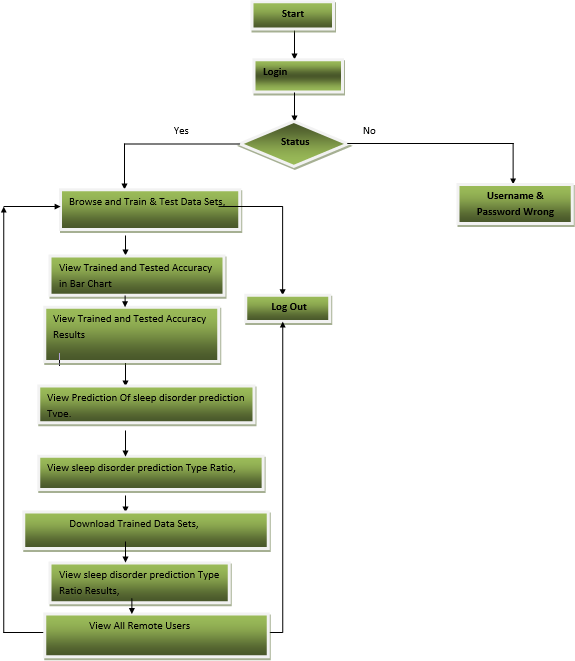 Start
Login
Status
Yes
No
Browse and Train & Test Data Sets,
Username &
Password Wrong
View Trained and Tested Accuracy
in Bar Chart
Log Out
View Trained and Tested Accuracy
Results
View Prediction Of sleep disorder prediction
Type.
View sleep disorder prediction Type Ratio,
Download Trained Data Sets,
View sleep disorder prediction Type
Ratio Results,
View All Remote Users